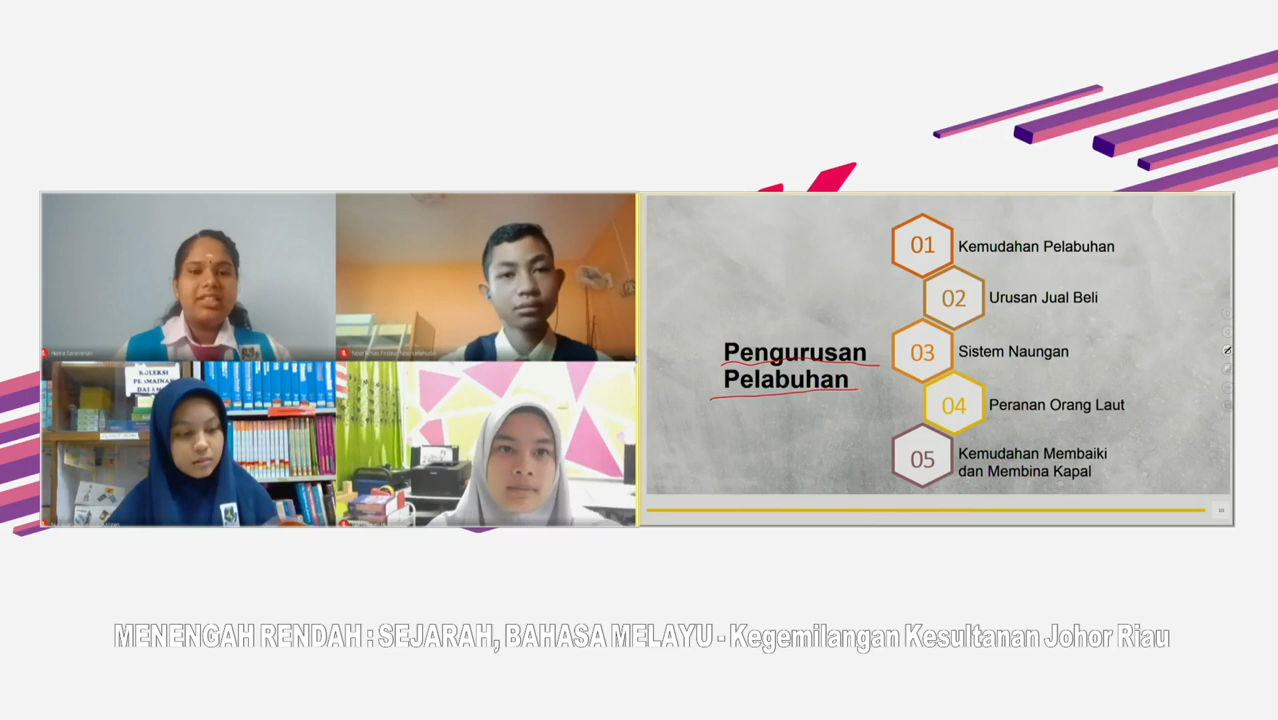 KOLEKSI
01
Kemudahan Pelabuhan
02
Urusan Jual Beli
03
Sistem Naungan
Pengurusan
Pelabuhan
04
Peranan Orang Laut
05
Kemudahan Membaiki
dan Membina Kapal
MENENGAH RENDAH : SEJARAH, BAHASA MELAYU - Kegemilangan Kesultanan Johor Riau